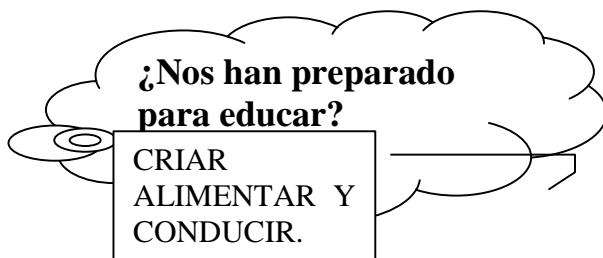 ¿Nos han preparado
para educar?
CRIAR
ALIMENTAR Y
CONDUCIR.